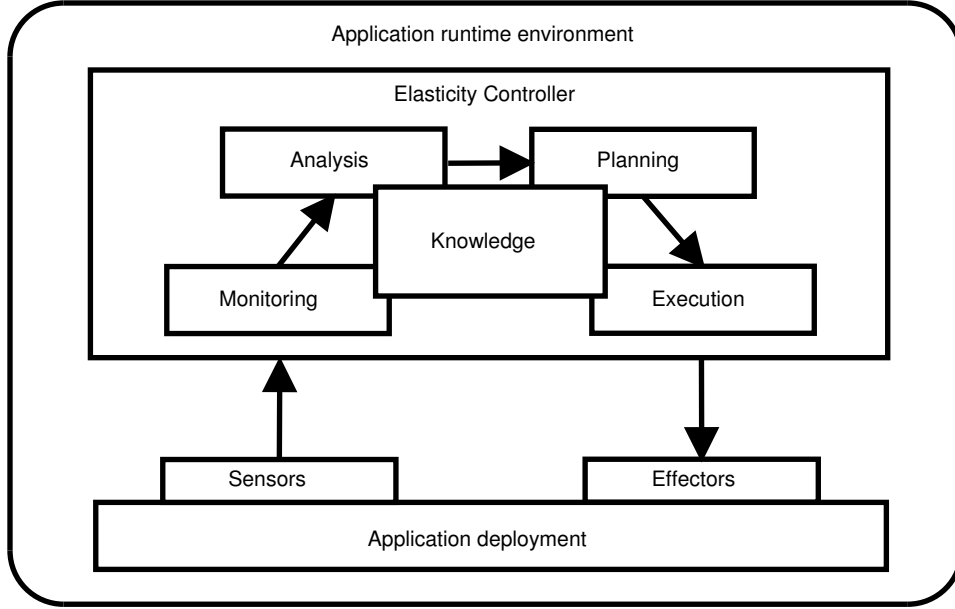 Application runtime environment
Elasticity Controller
Analysis
Planning
Knowledge
Monitoring
Execution
Sensors
Effectors
Application deployment